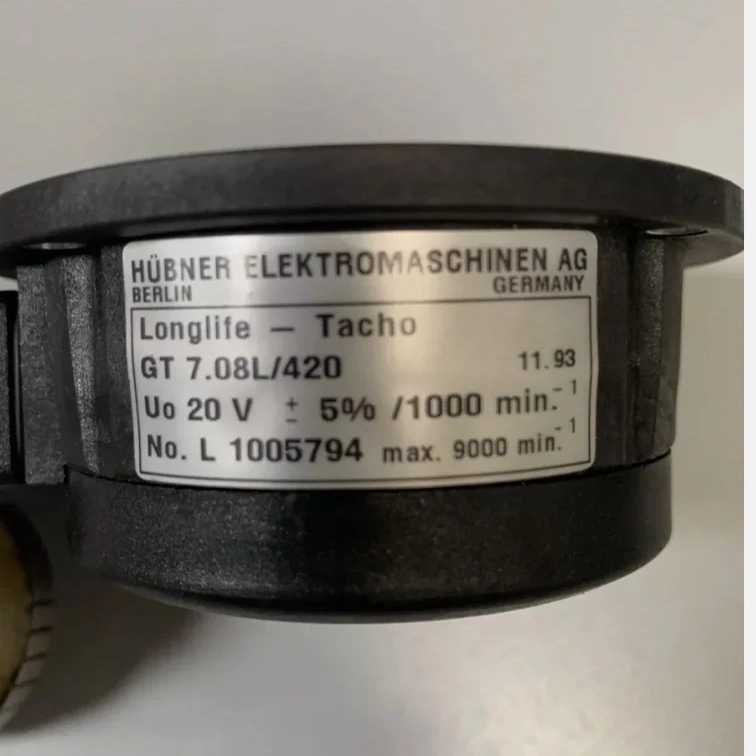 HÜBNER ELEKTROMASCHINEN AG
BERLIN GERMANY
Longlife – Tacho
GT 7.08L/420 11.93
Uo 20 V ± 5% /1000 min.⁻¹
No. L 1005794 max. 9000 min.⁻¹